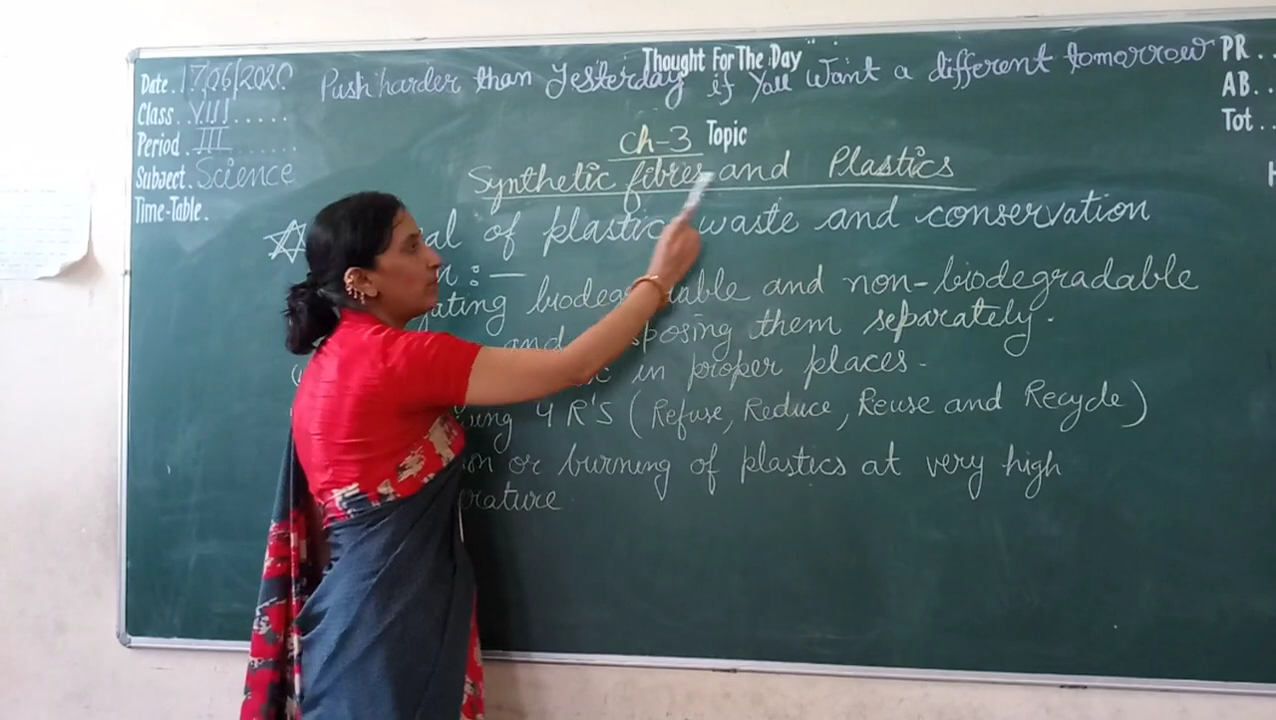 Thought For The Day
Date. 17.06/2020
Push harder than Yesterday if You want a different tomorrow
PR...
Class. VIII......
AB...
Period. III......
Tot...
Ch-3 Topic
Subject. Science
Synthetic fibres and Plastics
Time-Table.
al of plastic waste and conservation
n :-
gating biodegradable and non-biodegradable
and sposing them separately.
c in proper places.
wing 4 R'S (Refuse, Reduce, Reuse and Recycle)
on or burning of plastics at very high
erature
H